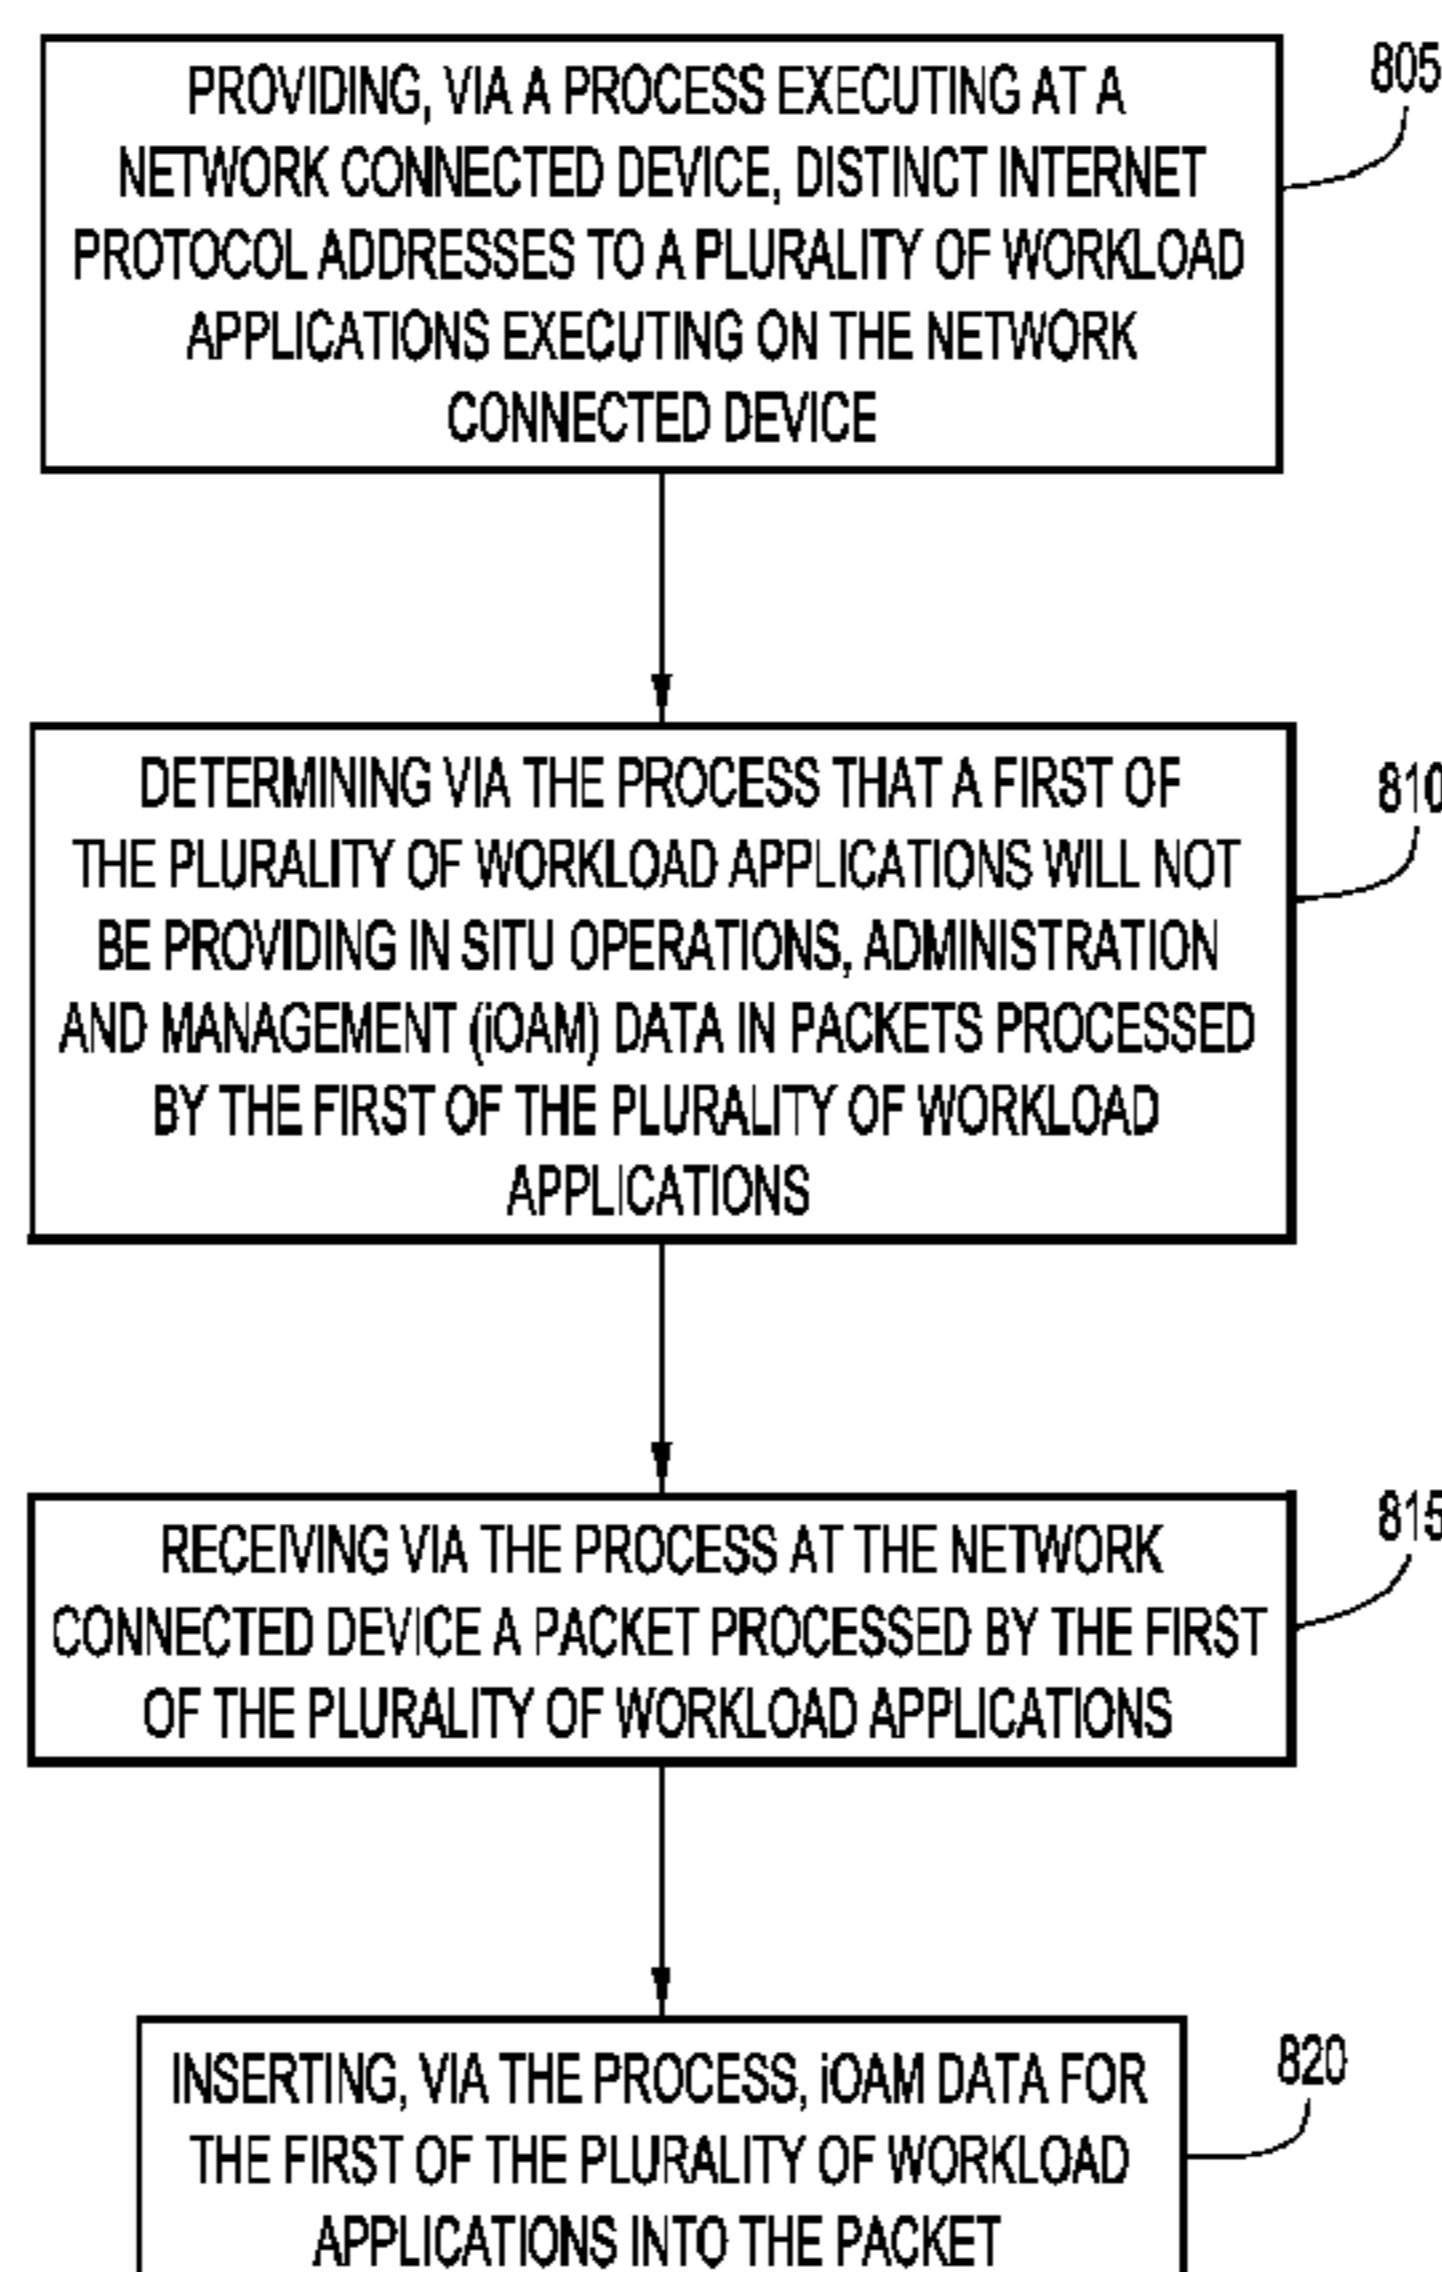 PROVIDING, VIA A PROCESS EXECUTING AT A
NETWORK CONNECTED DEVICE, DISTINCT INTERNET
PROTOCOL ADDRESSES TO A PLURALITY OF WORKLOAD
APPLICATIONS EXECUTING ON THE NETWORK
CONNECTED DEVICE
805
DETERMINING VIA THE PROCESS THAT A FIRST OF
THE PLURALITY OF WORKLOAD APPLICATIONS WILL NOT
BE PROVIDING IN SITU OPERATIONS, ADMINISTRATION
AND MANAGEMENT (iOAM) DATA IN PACKETS PROCESSED
BY THE FIRST OF THE PLURALITY OF WORKLOAD
APPLICATIONS
810
RECEIVING VIA THE PROCESS AT THE NETWORK
CONNECTED DEVICE A PACKET PROCESSED BY THE FIRST
OF THE PLURALITY OF WORKLOAD APPLICATIONS
815
INSERTING, VIA THE PROCESS, iOAM DATA FOR
THE FIRST OF THE PLURALITY OF WORKLOAD
APPLICATIONS INTO THE PACKET
820